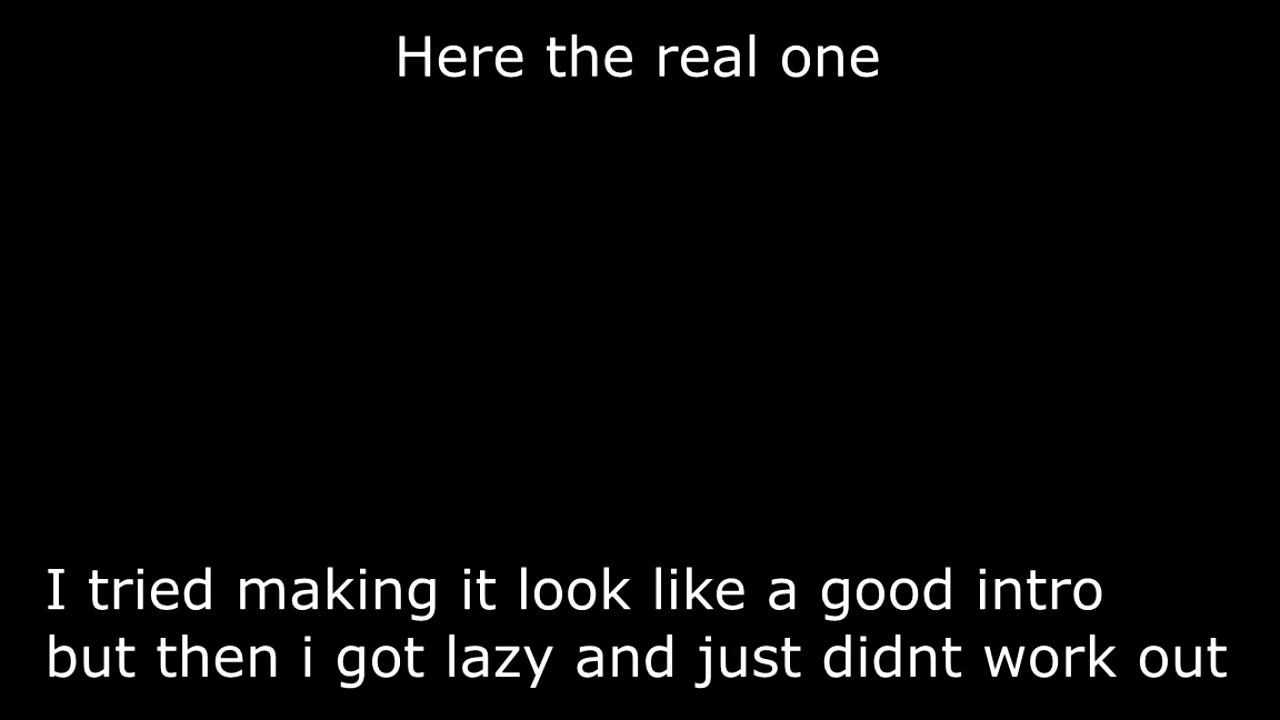 Here the real one
I tried making it look like a good intro
but then i got lazy and just didnt work out